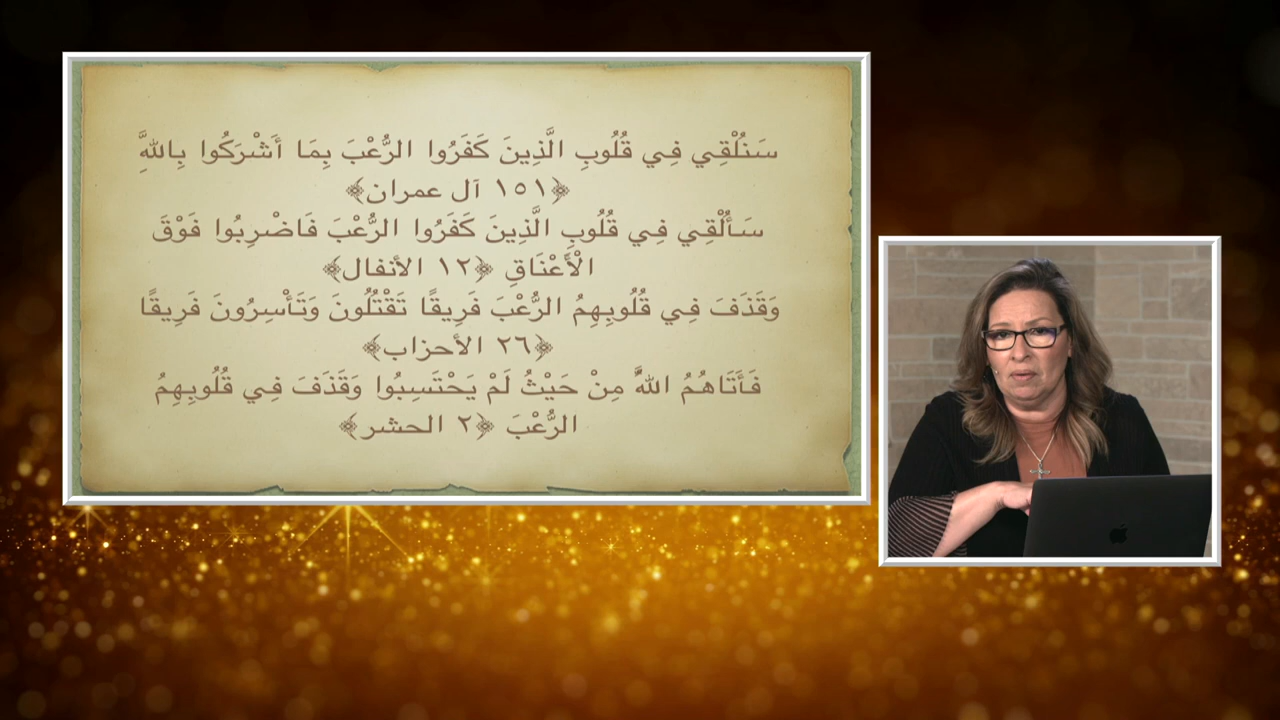 سَنُلْقِي فِي قُلُوبِ الَّذِينَ كَفَرُوا الرُّعْبَ بِمَا أَشْرَكُوا بِاللَّهِ
﴿١٥١ آل عمران﴾
سَأُلْقِي فِي قُلُوبِ الَّذِينَ كَفَرُوا الرُّعْبَ فَاضْرِبُوا فَوْقَ
الْأَعْنَاقِ ﴿١٢ الأنفال﴾
وَقَذَفَ فِي قُلُوبِهِمُ الرُّعْبَ فَرِيقًا تَقْتُلُونَ وَتَأْسِرُونَ فَرِيقًا
﴿٢٦ الأحزاب﴾
فَأَتَاهُمُ اللَّهُ مِنْ حَيْثُ لَمْ يَحْتَسِبُوا وَقَذَفَ فِي قُلُوبِهِمُ
الرُّعْبَ ﴿٢ الحشر﴾